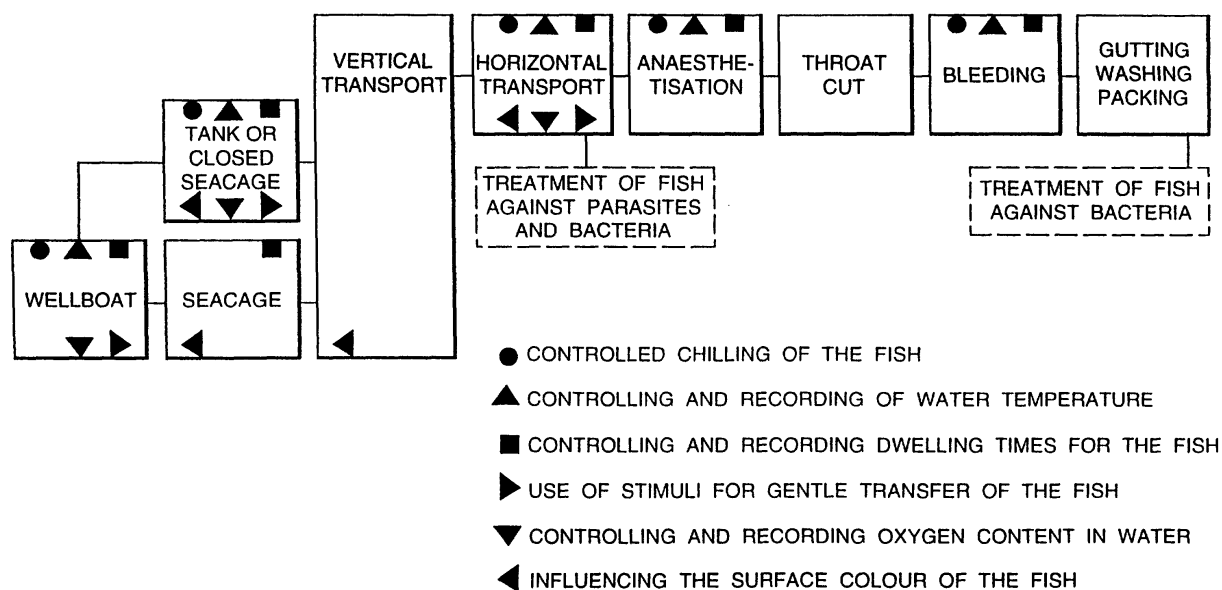 VERTICAL
TRANSPORT
HORIZONTAL
TRANSPORT
ANAESTHE-
TISATION
THROAT
CUT
BLEEDING
GUTTING
WASHING
PACKING
TANK OR
CLOSED
SEACAGE
TREATMENT OF FISH
AGAINST PARASITES
AND BACTERIA
TREATMENT OF FISH
AGAINST BACTERIA
WELLBOAT
SEACAGE
CONTROLLED CHILLING OF THE FISH
CONTROLLING AND RECORDING OF WATER TEMPERATURE
CONTROLLING AND RECORDING DWELLING TIMES FOR THE FISH
USE OF STIMULI FOR GENTLE TRANSFER OF THE FISH
CONTROLLING AND RECORDING OXYGEN CONTENT IN WATER
INFLUENCING THE SURFACE COLOUR OF THE FISH